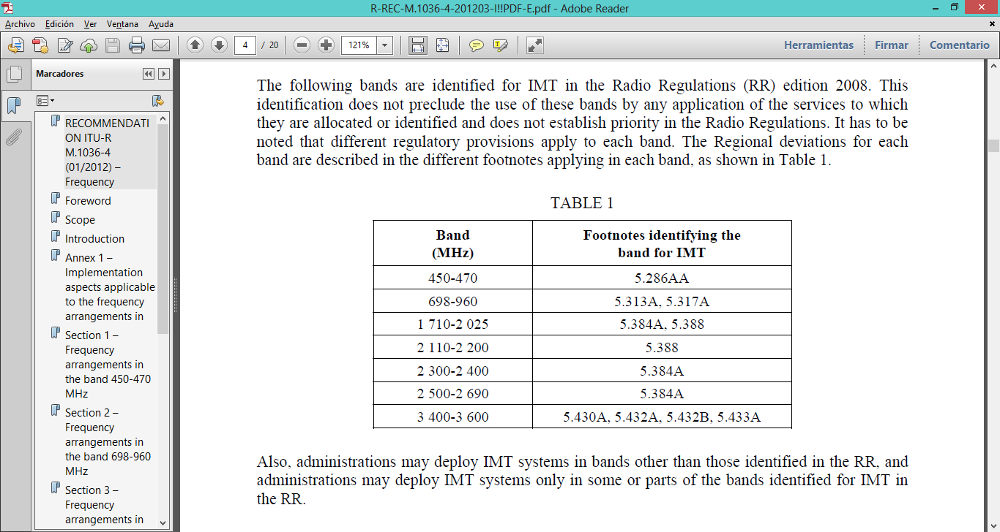 R-REC-M.1036-4-201203-I!!!PDF-E.pdf - Adobe Reader
Archivo Edición Ver Ventana Ayuda
4 / 20 121% Herramientas Firmar Comentario
Marcadores
RECOMMENDATI
ON ITU-R
M.1036-4
(01/2012) –
Frequency
Foreword
Scope
Introduction
Annex 1 –
Implementation
aspects applicable
to the frequency
arrangements in
Section 1 –
Frequency
arrangements in
the band 450-470
MHz
Section 2 –
Frequency
arrangements in
the band 698-960
MHz
Section 3 –
Frequency
arrangements in
The following bands are identified for IMT in the Radio Regulations (RR) edition 2008. This
identification does not preclude the use of these bands by any application of the services to which
they are allocated or identified and does not establish priority in the Radio Regulations. It has to be
noted that different regulatory provisions apply to each band. The Regional deviations for each
band are described in the different footnotes applying in each band, as shown in Table 1.
TABLE 1
Band Footnotes identifying the
(MHz) band for IMT
450-470 5.286AA
698-960 5.313A, 5.317A
1 710-2 025 5.384A, 5.388
2 110-2 200 5.388
2 300-2 400 5.384A
2 500-2 690 5.384A
3 400-3 600 5.430A, 5.432A, 5.432B, 5.433A
Also, administrations may deploy IMT systems in bands other than those identified in the RR, and
administrations may deploy IMT systems only in some or parts of the bands identified for IMT in
the RR.